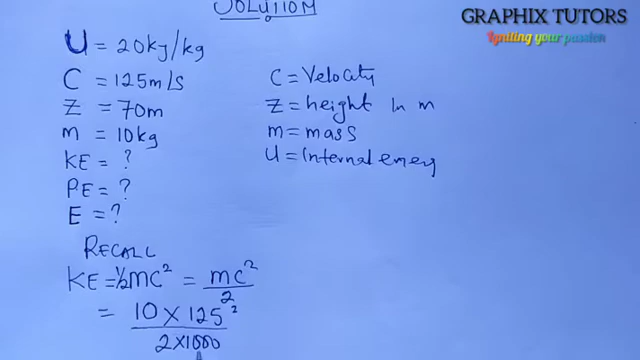 SOLUTION
GRAPHIX TUTORS
Igniting your passion
U = 20kj/kg
C = 125m/s
Z = 70m
m = 10kg
KE = ?
PE = ?
E = ?
C = Velocity
Z = height in m
m = mass
U = Internal energy
RECALL
KE = ½mc² = mc²/2
= 10 × 125² / 2×1000